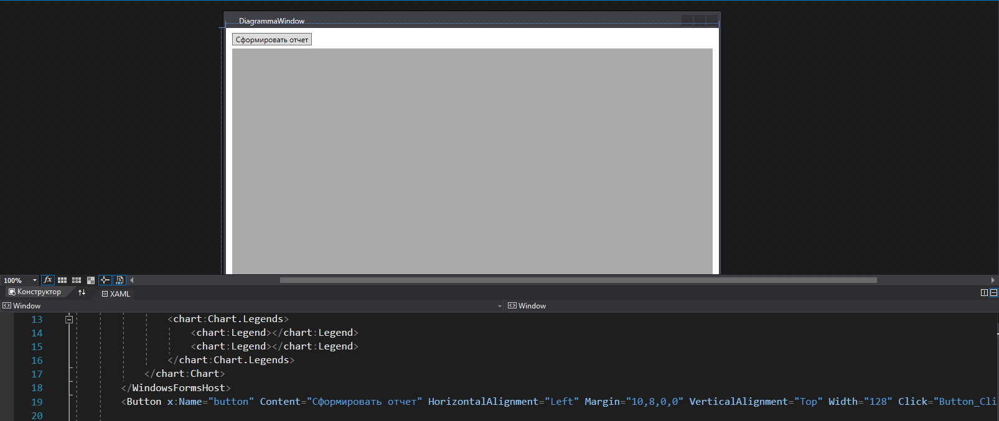 DiagrammaWindow
Сформировать отчет
100%
fx
Конструктор
XAML
Window
Window
13 <chart:Chart.Legends>
14 <chart:Legend></chart:Legend>
15 <chart:Legend></chart:Legend>
16 </chart:Chart.Legends>
17 </chart:Chart>
18 </WindowsFormsHost>
19 <Button x:Name="button" Content="Сформировать отчет" HorizontalAlignment="Left" Margin="10,8,0,0" VerticalAlignment="Top" Width="128" Click="Button_Cli
20